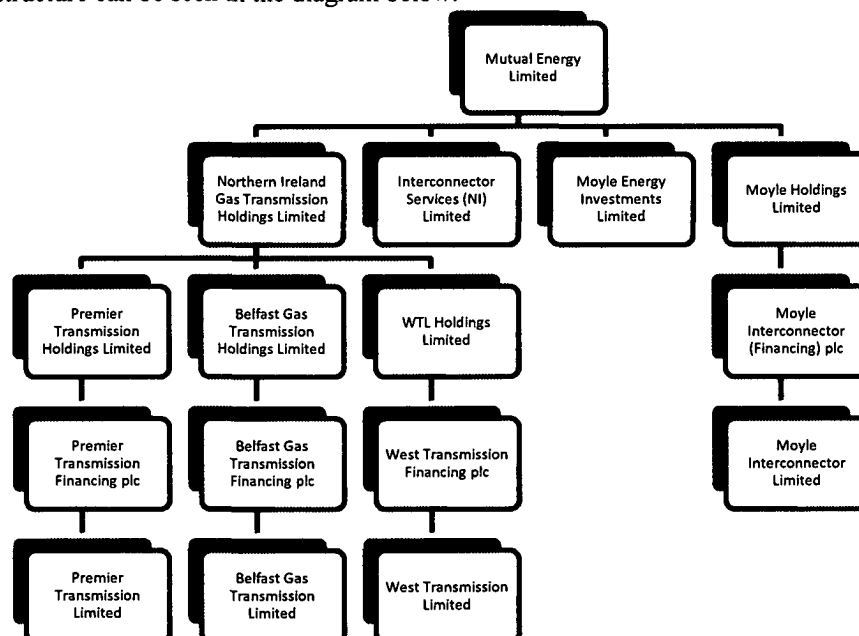 structure can be seen in the diagram below.
Mutual Energy
Limited
Northern Ireland
Gas Transmission
Holdings Limited
Interconnector
Services (NI)
Limited
Moyle Energy
Investments
Limited
Moyle Holdings
Limited
Premier
Transmission
Holdings Limited
Belfast Gas
Transmission
Holdings Limited
WTL Holdings
Limited
Moyle
Interconnector
(Financing) plc
Premier
Transmission
Financing plc
Belfast Gas
Transmission
Financing plc
West Transmission
Financing plc
Moyle
Interconnector
Limited
Premier
Transmission
Limited
Belfast Gas
Transmission
Limited
West Transmission
Limited